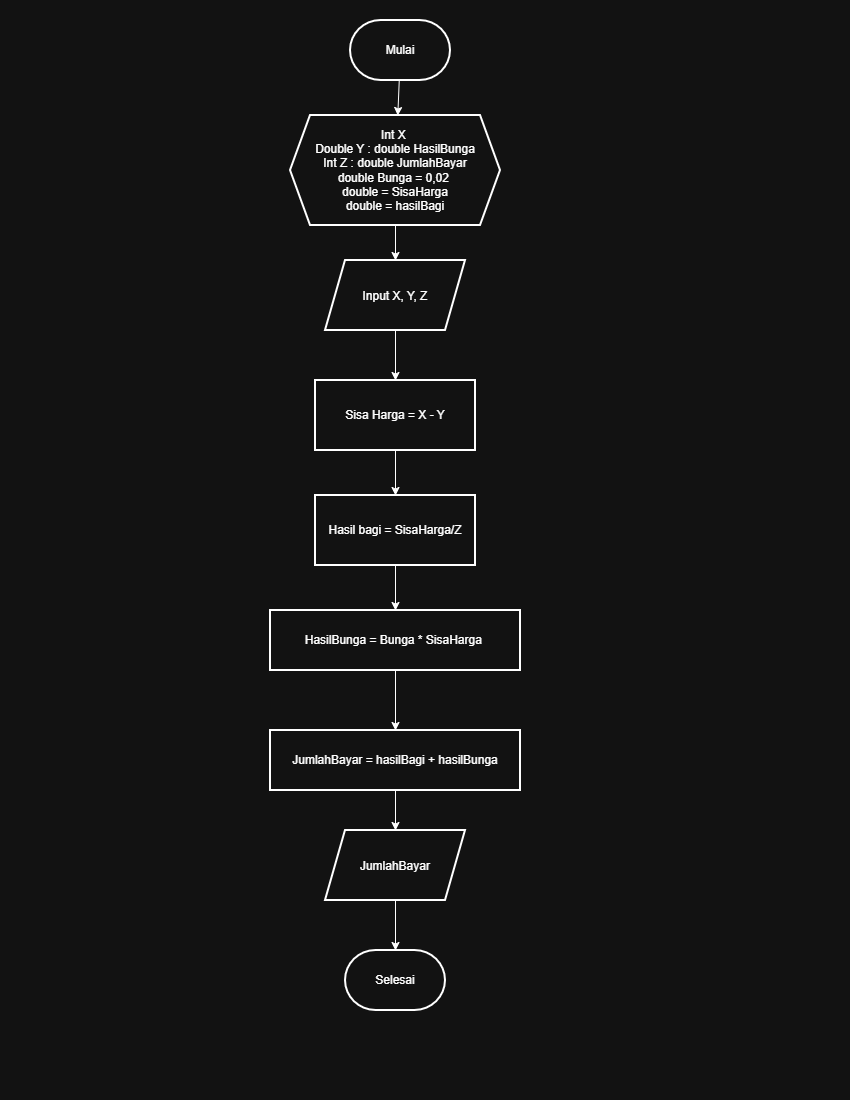 Mulai
Int X
Double Y : double HasilBunga
Int Z : double JumlahBayar
double Bunga = 0,02
double = SisaHarga
double = hasilBagi
Input X, Y, Z
Sisa Harga = X - Y
Hasil bagi = SisaHarga/Z
HasilBunga = Bunga * SisaHarga
JumlahBayar = hasilBagi + hasilBunga
JumlahBayar
Selesai